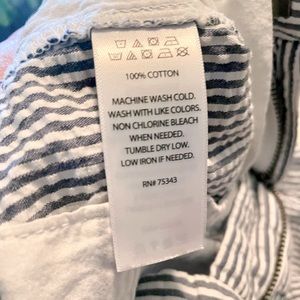 100% COTTON
MACHINE WASH COLD.
WASH WITH LIKE COLORS.
NON CHLORINE BLEACH
WHEN NEEDED.
TUMBLE DRY LOW.
LOW IRON IF NEEDED.
RN# 75343